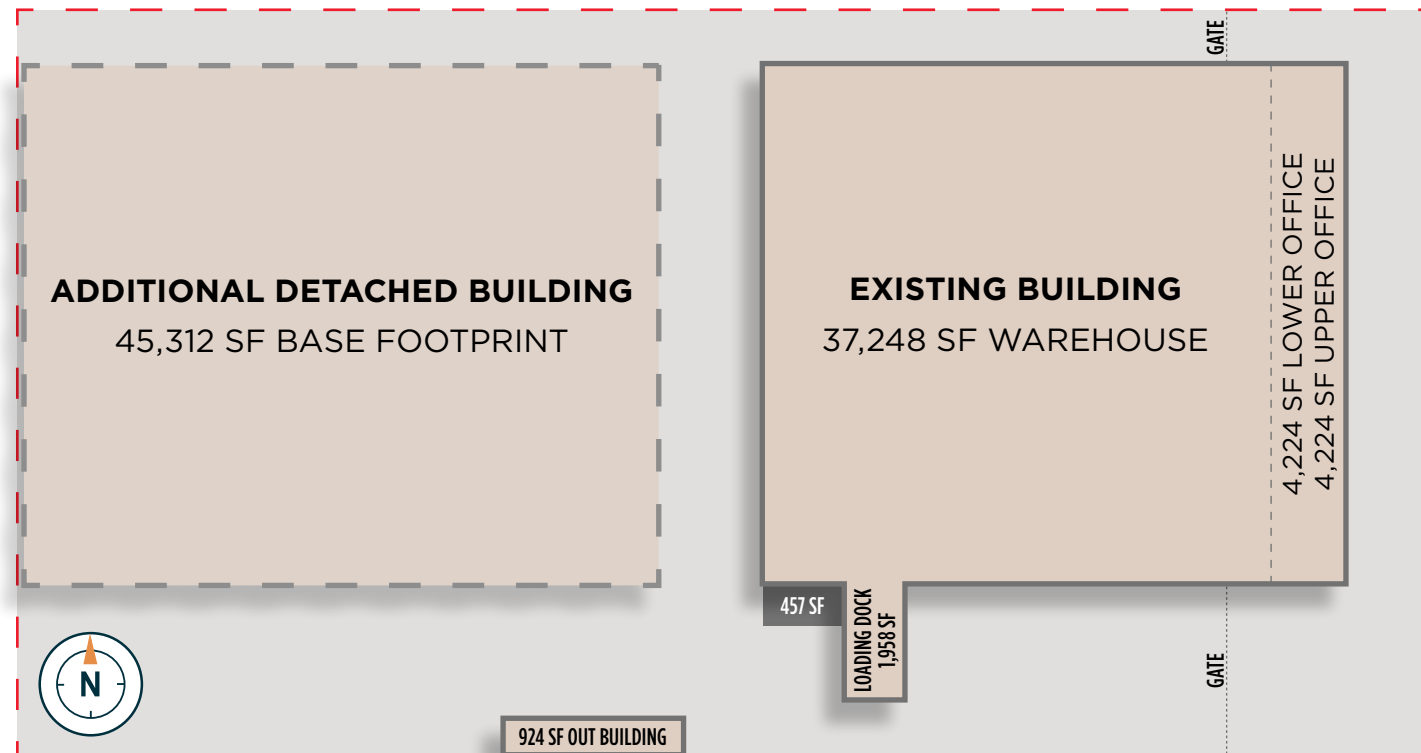 GATE
ADDITIONAL DETACHED BUILDING
45,312 SF BASE FOOTPRINT
EXISTING BUILDING
37,248 SF WAREHOUSE
4,224 SF LOWER OFFICE
4,224 SF UPPER OFFICE
457 SF
LOADING DOCK
1,958 SF
GATE
N
924 SF OUT BUILDING